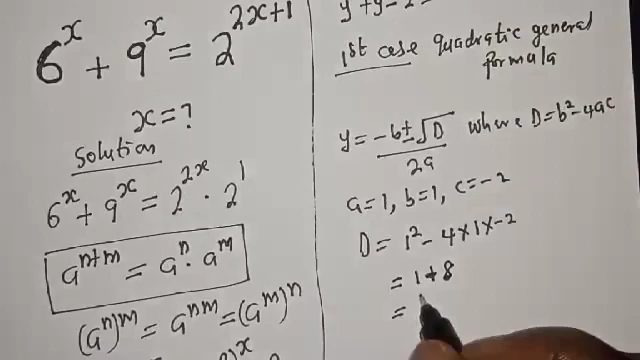 6^x + 9^x = 2^{2x+1}
x = ?
Solution
6^x + 9^x = 2^{2x} · 2^1
a^{n+m} = a^n · a^m
(a^n)^m = a^{nm} = (a^m)^n
1st case quadratic general
formula
y = (-b ± √D) / 2a where D = b² - 4ac
a = 1, b = 1, c = -2
D = 1² - 4 x 1 x -2
= 1 + 8
=